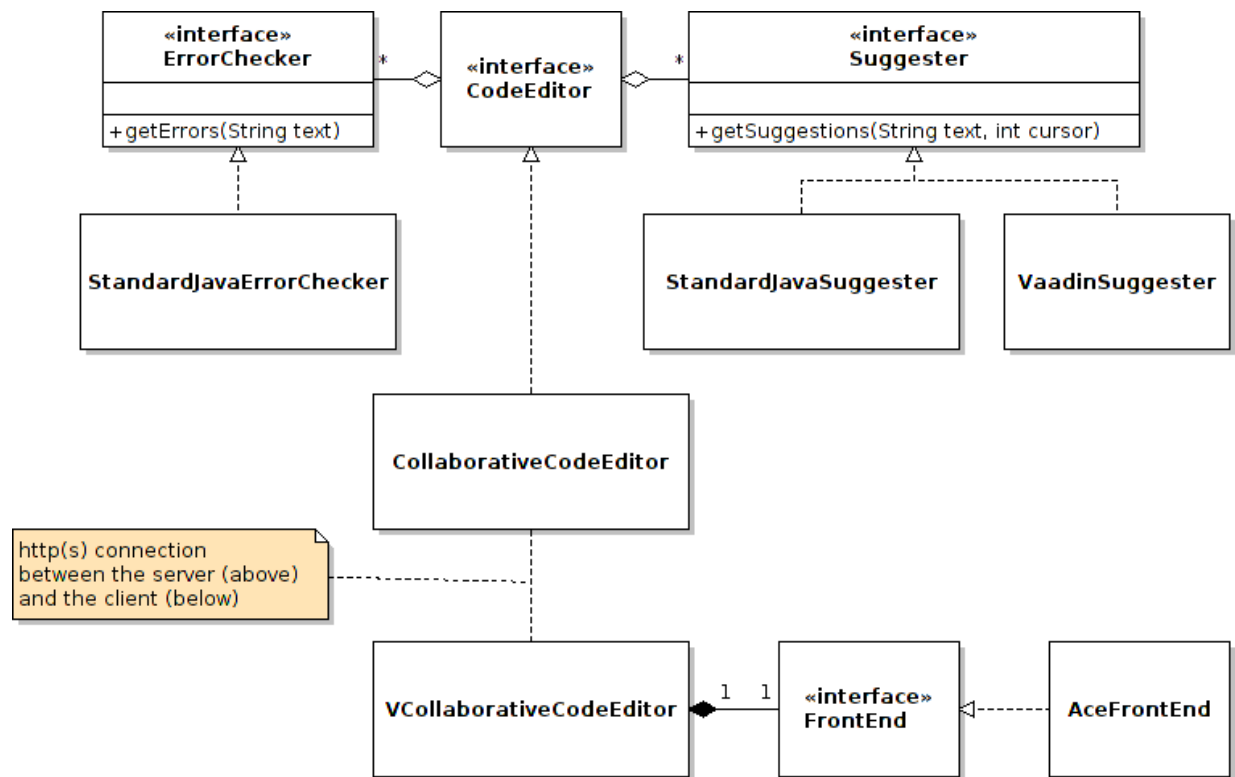 «interface»
ErrorChecker
+getErrors(String text)
*
«interface»
CodeEditor
*
«interface»
Suggester
+getSuggestions(String text, int cursor)
StandardJavaErrorChecker
StandardJavaSuggester
VaadinSuggester
CollaborativeCodeEditor
http(s) connection
between the server (above)
and the client (below)
VCollaborativeCodeEditor
1
1
«interface»
FrontEnd
AceFrontEnd